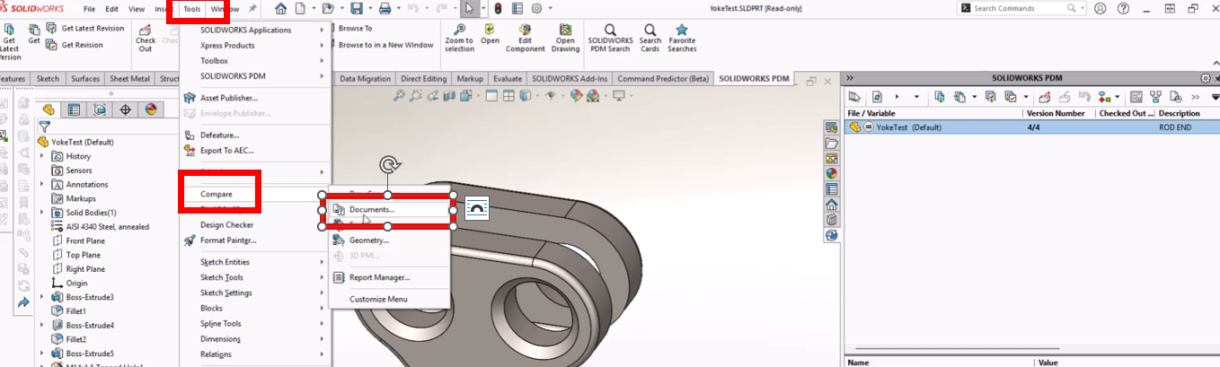 SOLIDWORKS
File Edit View Tools Window
YokeTest.SLDPRT [Read-only]
Search Commands
Get Latest Version
Get
Get Latest Revision
Get Revision
Check Out
Browse To
Browse to in a New Window
Zoom to selection
Open
Edit Component
Open Drawing
SOLIDWORKS PDM Search
Search Cards
Favorite Searches
Sketch Surfaces Sheet Metal
Data Migration Direct Editing Markup Evaluate SOLIDWORKS Add-Ins Command Predictor (Beta) SOLIDWORKS PDM
SOLIDWORKS Applications
Xpress Products
Toolbox
SOLIDWORKS PDM
Asset Publisher...
Envelope Publisher...
Defeature...
Export To AEC...
Compare
Design Checker
Format Painter...
Sketch Entities
Sketch Tools
Sketch Settings
Blocks
Spline Tools
Dimensions
Relations
Documents...
Geometry...
3D PMI...
Report Manager...
Customize Menu
YokeTest (Default)
History
Sensors
Annotations
Markups
Solid Bodies(1)
AISI 4340 Steel, annealed
Front Plane
Top Plane
Right Plane
Origin
Boss-Extrude3
Fillet1
Boss-Extrude4
Fillet2
Boss-Extrude5
SOLIDWORKS PDM
File / Variable Version Number Checked Out ... Description
YokeTest (Default) 4/4 ROD END
Name Value